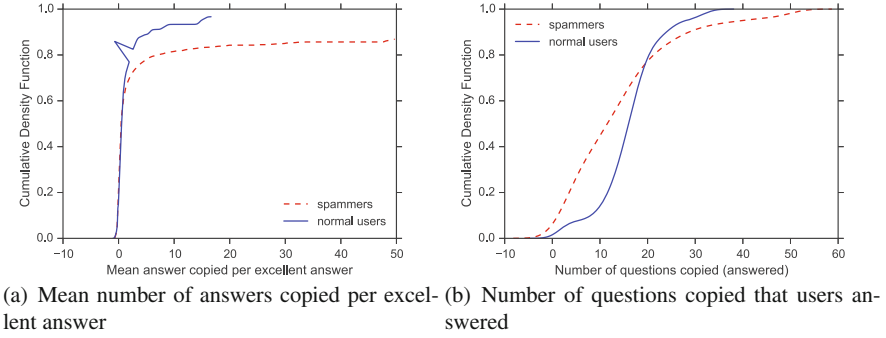 1.0
0.8
0.6
0.4
0.2
0.0
Cumulative Density Function
spammers
normal users
−10 0 10 20 30 40 50
Mean answer copied per excellent answer
1.0
0.8
0.6
0.4
0.2
0.0
Cumulative Density Function
spammers
normal users
−10 0 10 20 30 40 50 60
Number of questions copied (answered)
(a) Mean number of answers copied per excel-
lent answer
(b) Number of questions copied that users an-
swered